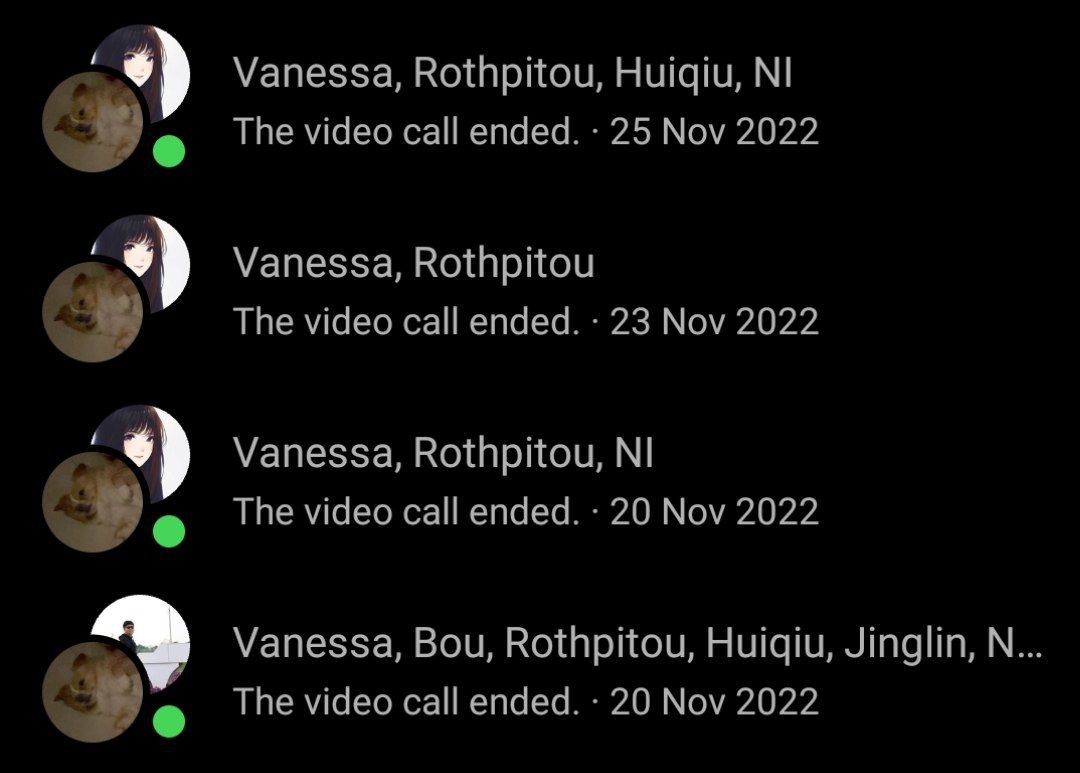 Vanessa, Rothpitou, Huiqiu, NI
The video call ended. · 25 Nov 2022
Vanessa, Rothpitou
The video call ended. · 23 Nov 2022
Vanessa, Rothpitou, NI
The video call ended. · 20 Nov 2022
Vanessa, Bou, Rothpitou, Huiqiu, Jinglin, N...
The video call ended. · 20 Nov 2022